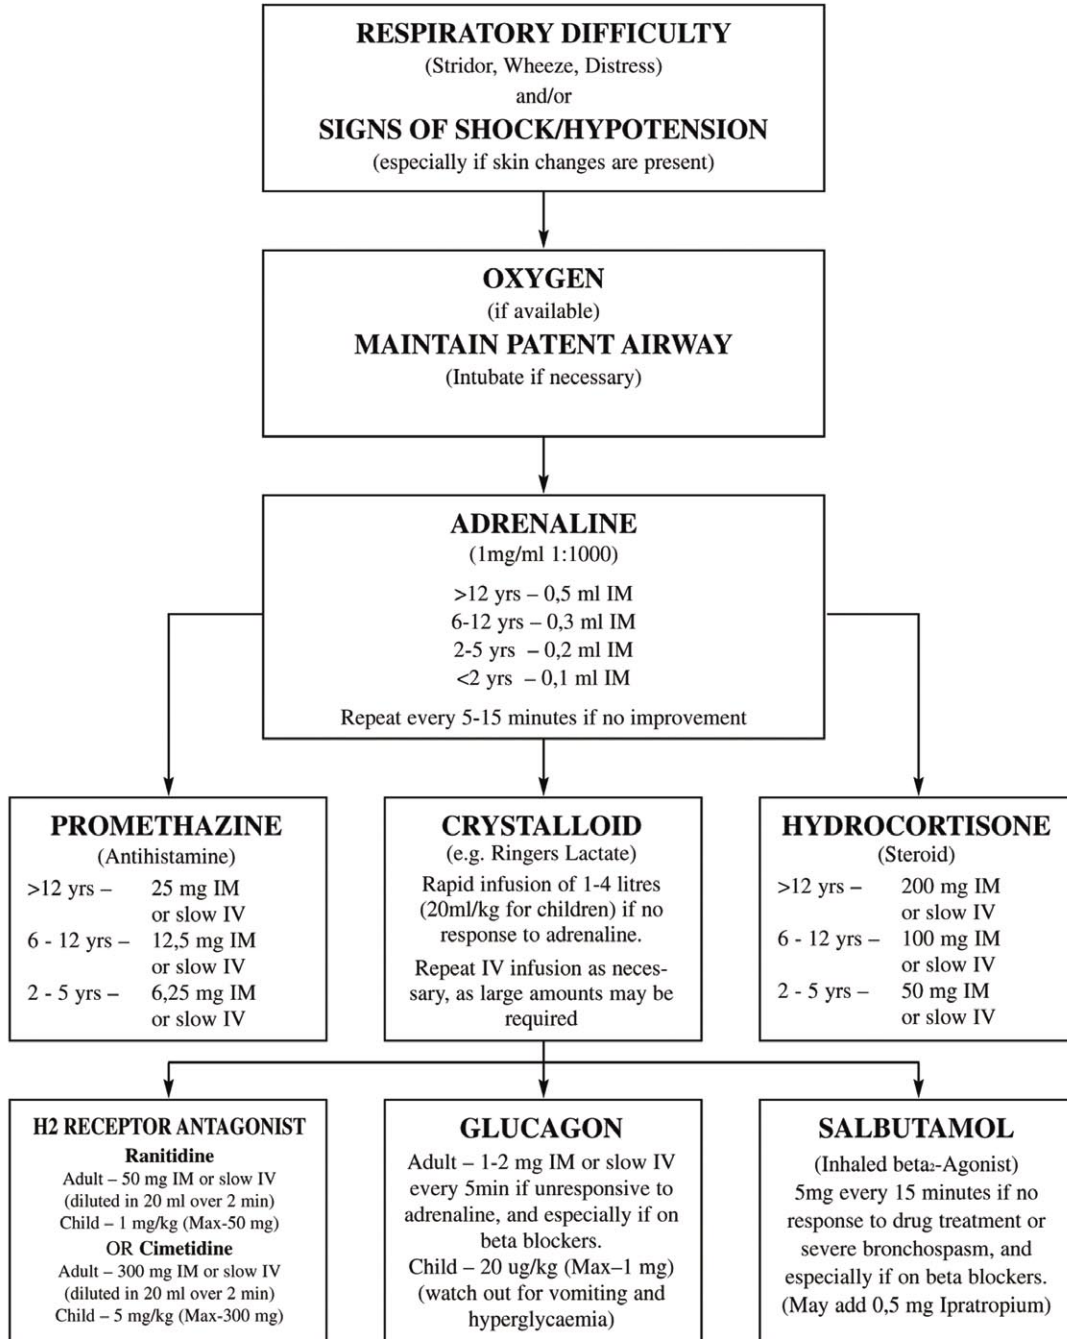 RESPIRATORY DIFFICULTY
(Stridor, Wheeze, Distress)
and/or
SIGNS OF SHOCK/HYPOTENSION
(especially if skin changes are present)
OXYGEN
(if available)
MAINTAIN PATENT AIRWAY
(Intubate if necessary)
ADRENALINE
(1mg/ml 1:1000)
>12 yrs – 0,5 ml IM
6-12 yrs – 0,3 ml IM
2-5 yrs – 0,2 ml IM
<2 yrs – 0,1 ml IM
Repeat every 5-15 minutes if no improvement
PROMETHAZINE
(Antihistamine)
>12 yrs – 25 mg IM
or slow IV
6 - 12 yrs – 12,5 mg IM
or slow IV
2 - 5 yrs – 6,25 mg IM
or slow IV
CRYSTALLOID
(e.g. Ringers Lactate)
Rapid infusion of 1-4 litres
(20ml/kg for children) if no
response to adrenaline.
Repeat IV infusion as neces-
sary, as large amounts may be
required
HYDROCORTISONE
(Steroid)
>12 yrs – 200 mg IM
or slow IV
6 - 12 yrs – 100 mg IM
or slow IV
2 - 5 yrs – 50 mg IM
or slow IV
H2 RECEPTOR ANTAGONIST
Ranitidine
Adult – 50 mg IM or slow IV
(diluted in 20 ml over 2 min)
Child – 1 mg/kg (Max-50 mg)
OR Cimetidine
Adult – 300 mg IM or slow IV
(diluted in 20 ml over 2 min)
Child – 5 mg/kg (Max-300 mg)
GLUCAGON
Adult – 1-2 mg IM or slow IV
every 5min if unresponsive to
adrenaline, and especially if on
beta blockers.
Child – 20 ug/kg (Max–1 mg)
(watch out for vomiting and
hyperglycaemia)
SALBUTAMOL
(Inhaled beta₂-Agonist)
5mg every 15 minutes if no
response to drug treatment or
severe bronchospasm, and
especially if on beta blockers.
(May add 0,5 mg Ipratropium)